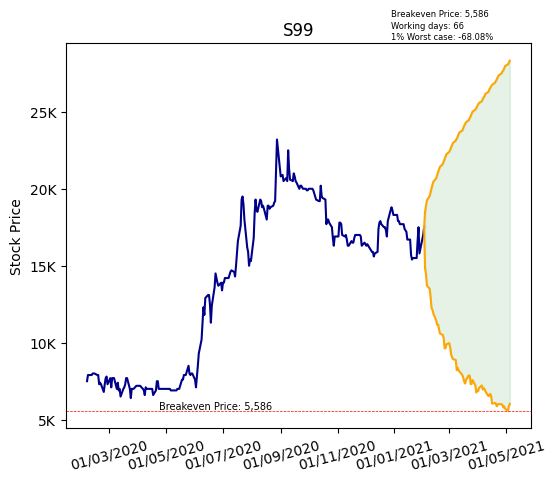 Breakeven Price: 5,586
Working days: 66
1% Worst case: -68.08%
S99
Stock Price
25K
20K
15K
10K
5K
Breakeven Price: 5,586
01/03/2020
01/05/2020
01/07/2020
01/09/2020
01/11/2020
01/01/2021
01/03/2021
01/05/2021